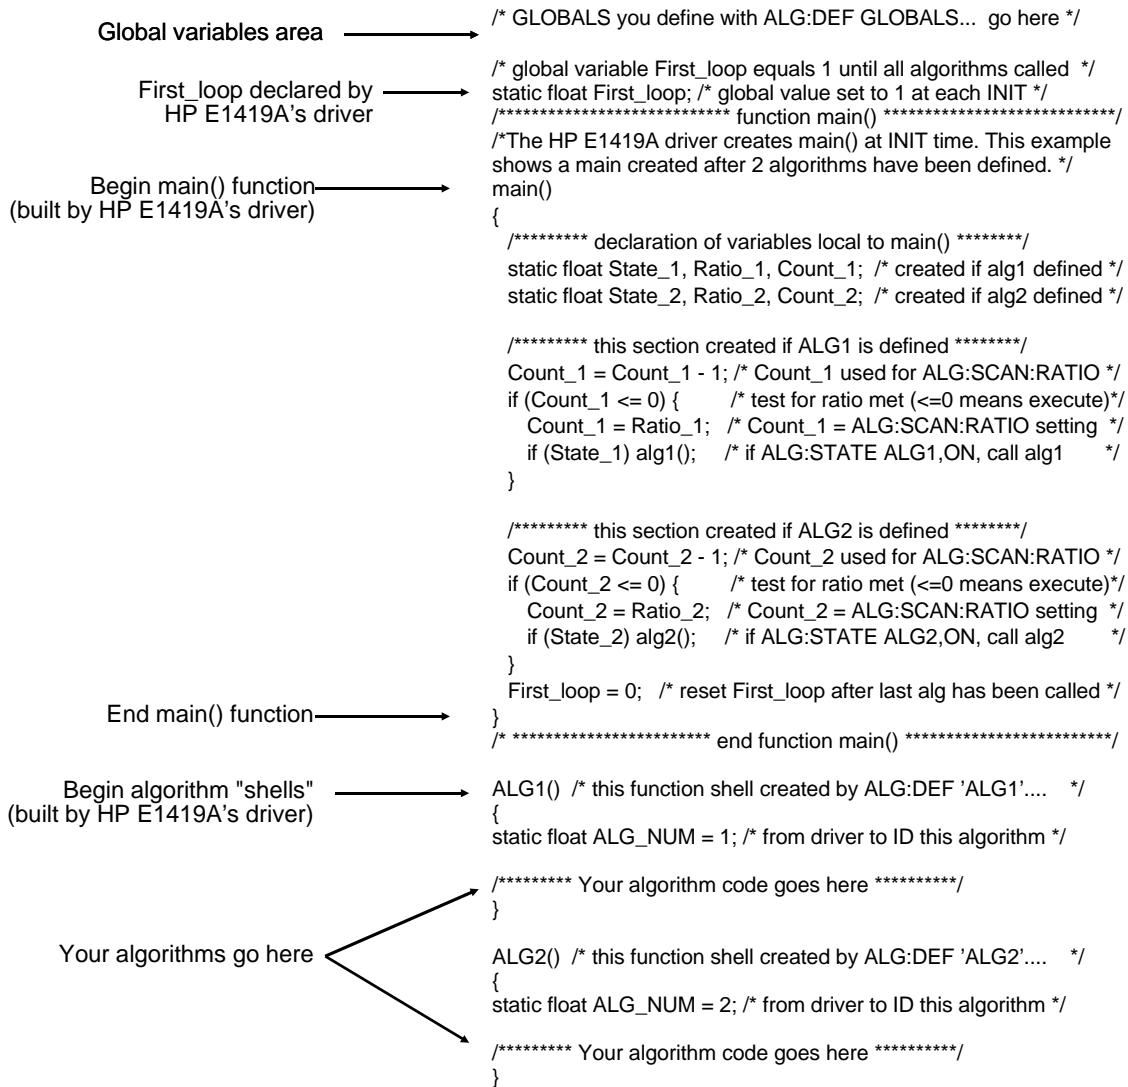 /* GLOBALS you define with ALG:DEF GLOBALS... go here */
Global variables area
/* global variable First_loop equals 1 until all algorithms called */
First_loop declared by
HP E1419A's driver
static float First_loop; /* global value set to 1 at each INIT */
/**************************** function main() ****************************/
/*The HP E1419A driver creates main() at INIT time. This example
shows a main created after 2 algorithms have been defined. */
Begin main() function
(built by HP E1419A's driver)
main()
{
/********* declaration of variables local to main() ********/
static float State_1, Ratio_1, Count_1; /* created if alg1 defined */
static float State_2, Ratio_2, Count_2; /* created if alg2 defined */
/********* this section created if ALG1 is defined ********/
Count_1 = Count_1 - 1; /* Count_1 used for ALG:SCAN:RATIO */
if (Count_1 <= 0) { /* test for ratio met (<=0 means execute)*/
Count_1 = Ratio_1; /* Count_1 = ALG:SCAN:RATIO setting */
if (State_1) alg1(); /* if ALG:STATE ALG1,ON, call alg1 */
}
/********* this section created if ALG2 is defined ********/
Count_2 = Count_2 - 1; /* Count_2 used for ALG:SCAN:RATIO */
if (Count_2 <= 0) { /* test for ratio met (<=0 means execute)*/
Count_2 = Ratio_2; /* Count_2 = ALG:SCAN:RATIO setting */
if (State_2) alg2(); /* if ALG:STATE ALG2,ON, call alg2 */
}
First_loop = 0; /* reset First_loop after last alg has been called */
End main() function
}
/* ************************ end function main() *************************/
Begin algorithm "shells"
(built by HP E1419A's driver)
ALG1() /* this function shell created by ALG:DEF 'ALG1'.... */
{
static float ALG_NUM = 1; /* from driver to ID this algorithm */
/********* Your algorithm code goes here **********/
}
Your algorithms go here
ALG2() /* this function shell created by ALG:DEF 'ALG2'.... */
{
static float ALG_NUM = 2; /* from driver to ID this algorithm */
/********* Your algorithm code goes here **********/
}